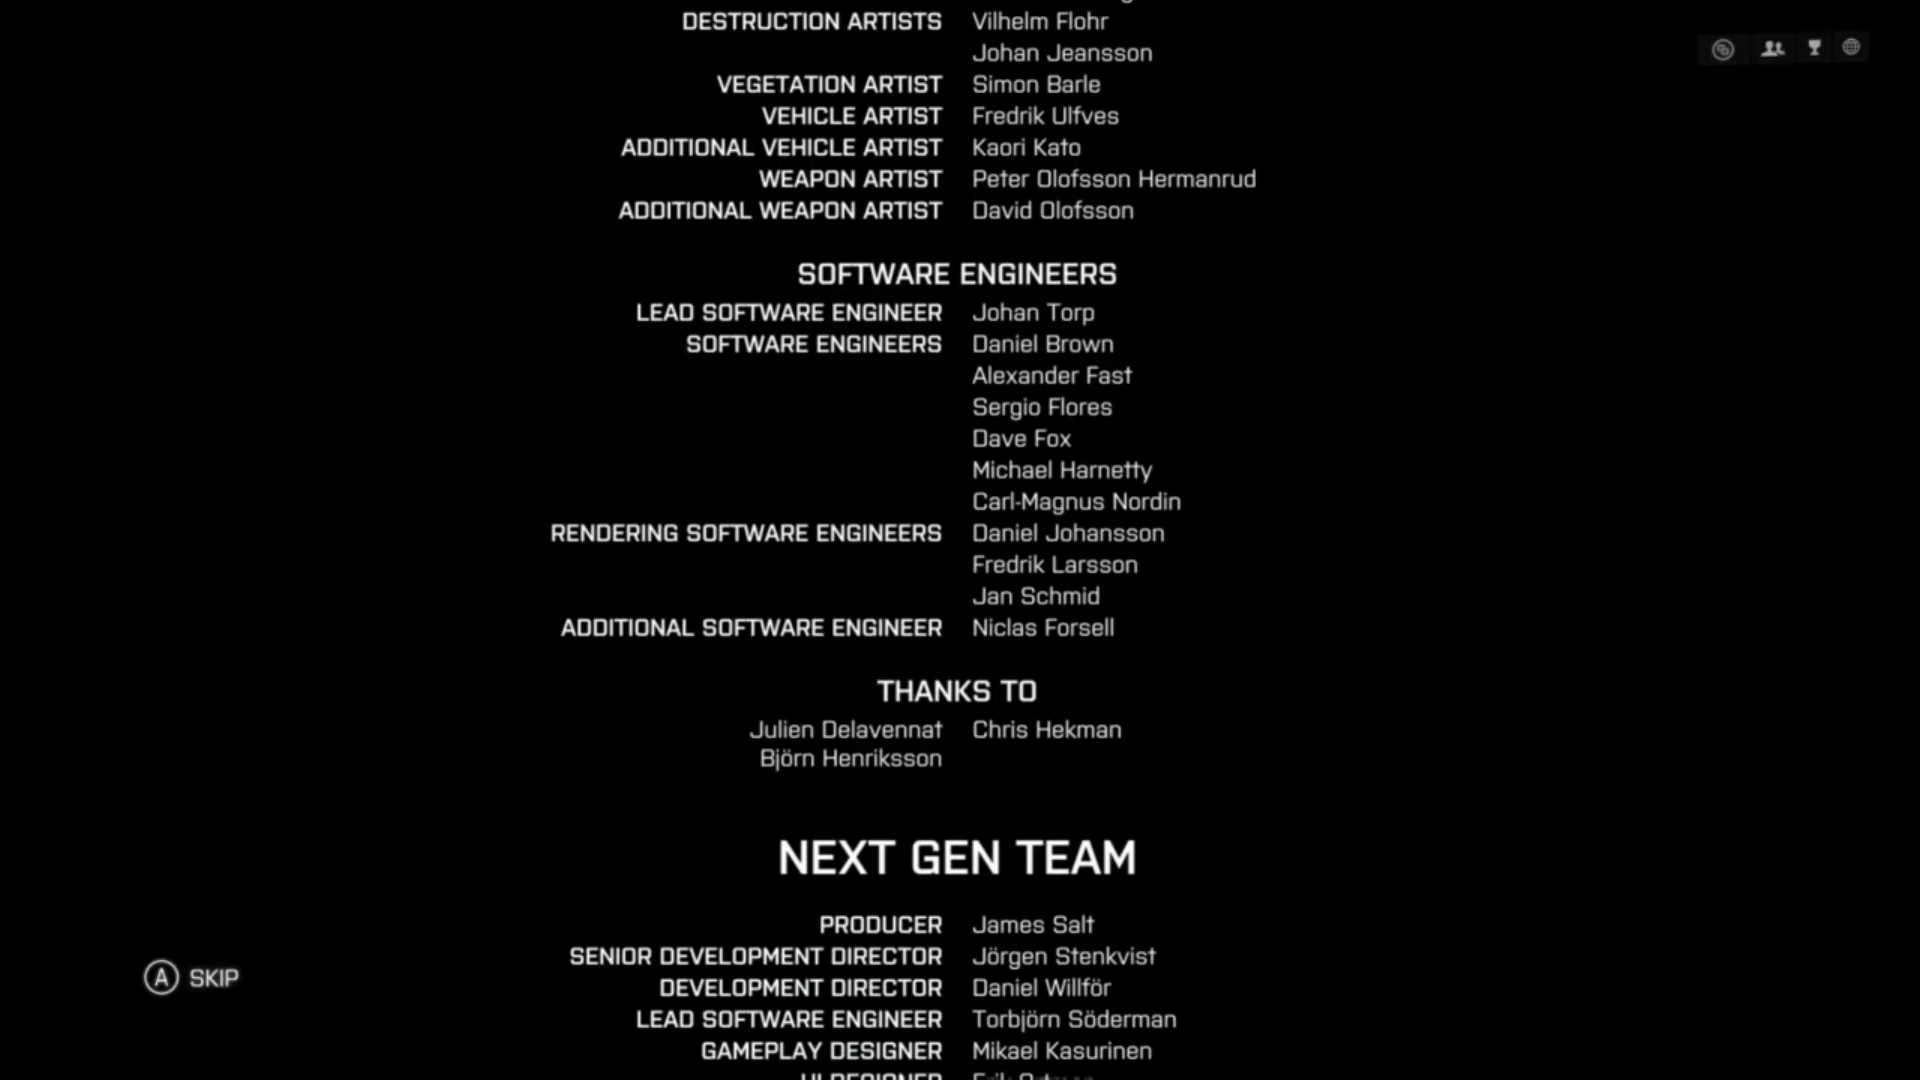 DESTRUCTION ARTISTS Vilhelm Flohr
Johan Jeansson
VEGETATION ARTIST Simon Barle
VEHICLE ARTIST Fredrik Ulfves
ADDITIONAL VEHICLE ARTIST Kaori Kato
WEAPON ARTIST Peter Olofsson Hermanrud
ADDITIONAL WEAPON ARTIST David Olofsson
SOFTWARE ENGINEERS
LEAD SOFTWARE ENGINEER Johan Torp
SOFTWARE ENGINEERS Daniel Brown
Alexander Fast
Sergio Flores
Dave Fox
Michael Harnetty
Carl-Magnus Nordin
RENDERING SOFTWARE ENGINEERS Daniel Johansson
Fredrik Larsson
Jan Schmid
ADDITIONAL SOFTWARE ENGINEER Niclas Forsell
THANKS TO
Julien Delavennat Chris Hekman
Björn Henriksson
NEXT GEN TEAM
PRODUCER James Salt
SENIOR DEVELOPMENT DIRECTOR Jörgen Stenkvist
A SKIP
DEVELOPMENT DIRECTOR Daniel Willför
LEAD SOFTWARE ENGINEER Torbjörn Söderman
GAMEPLAY DESIGNER Mikael Kasurinen
UI DESIGNER Erik